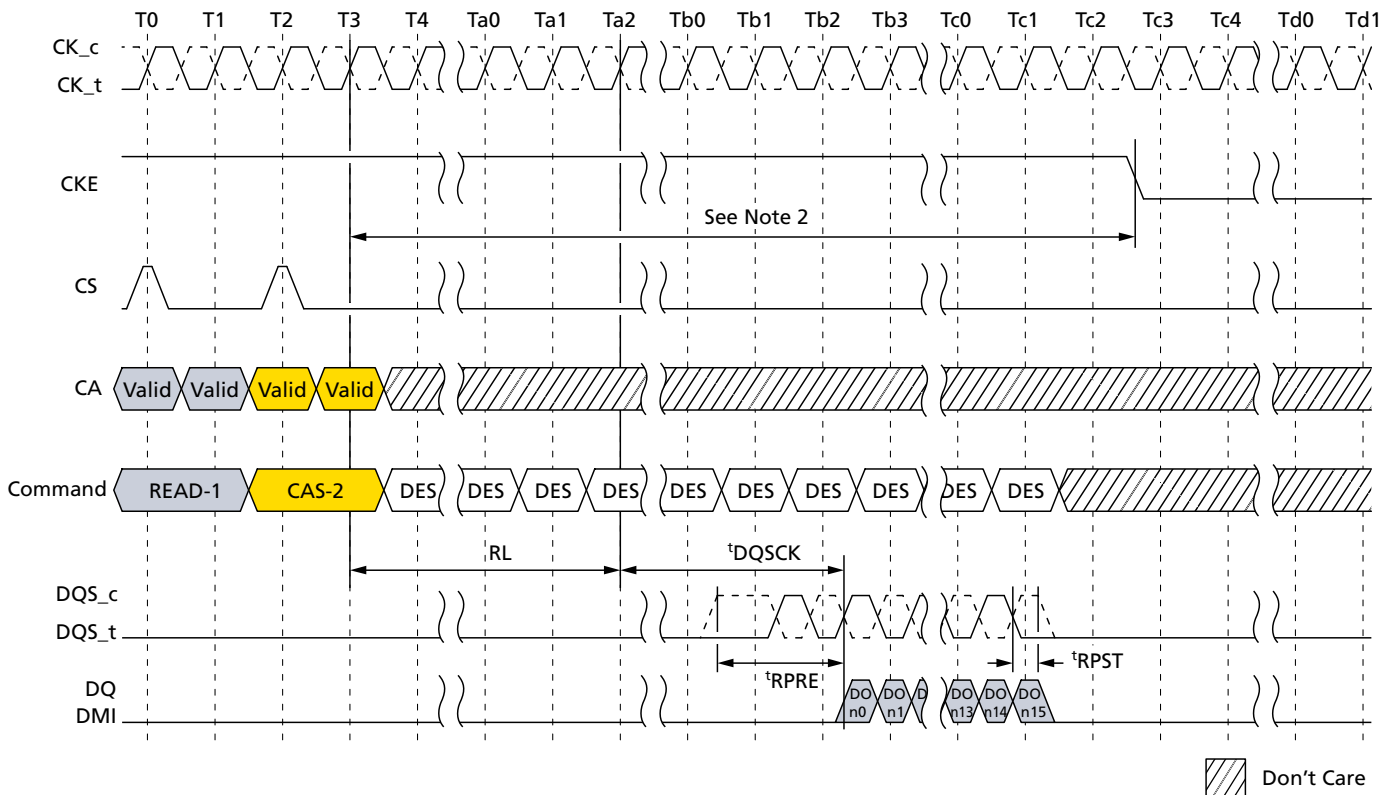 T0 T1 T2 T3 T4 Ta0 Ta1 Ta2 Tb0 Tb1 Tb2 Tb3 Tc0 Tc1 Tc2 Tc3 Tc4 Td0 Td1
CK_c
CK_t
CKE
See Note 2
CS
CA Valid Valid Valid Valid
Command READ-1 CAS-2 DES DES DES DES DES DES DES DES DES DES
RL tDQSCK
DQS_c
DQS_t
tRPRE tRPST
DQ
DMI
DO n0 DO n1 D DO n13 DO n14 DO n15
Don't Care